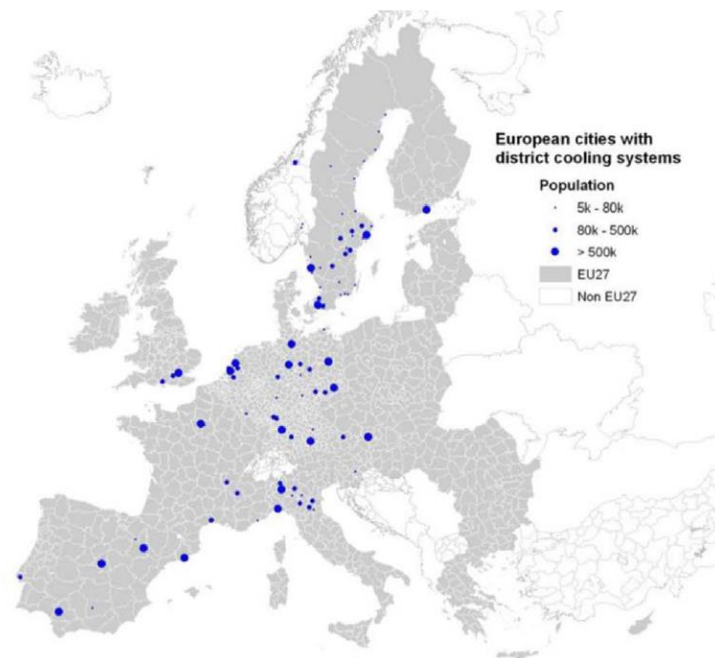 European cities with
district cooling systems
Population
5k - 80k
80k - 500k
> 500k
EU27
Non EU27